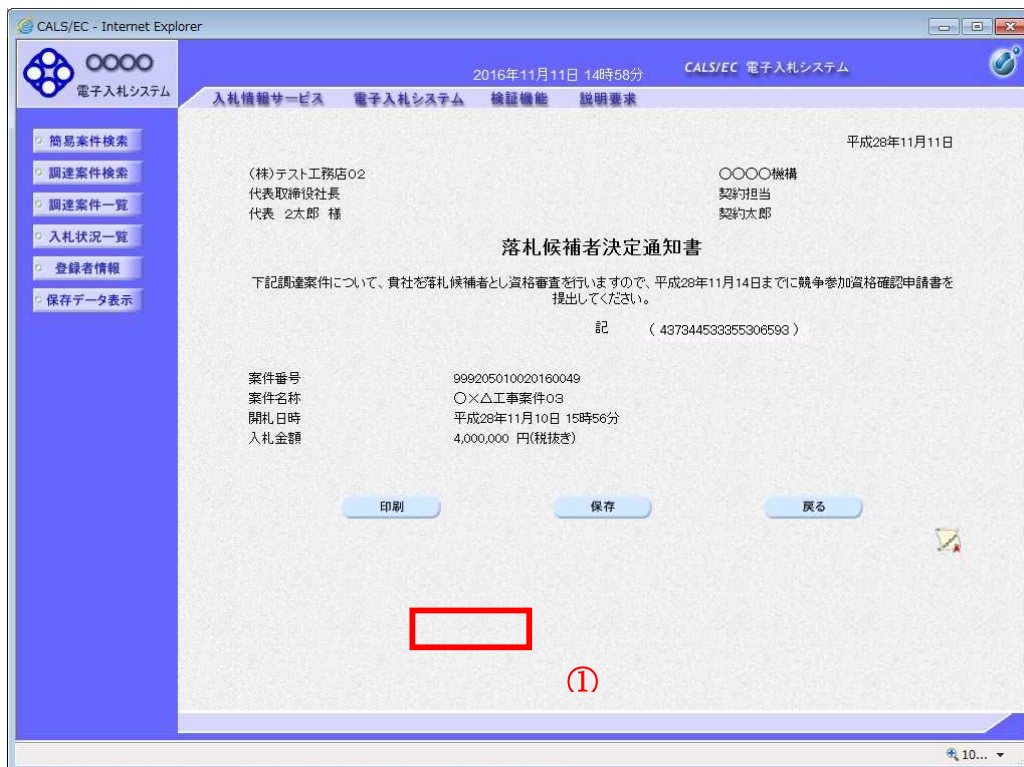 CALS/EC - Internet Explorer
〇〇〇〇
電子入札システム
2016年11月11日 14時58分
CALS/EC 電子入札システム
入札情報サービス 電子入札システム 検証機能 説明要求
簡易案件検索
調達案件検索
調達案件一覧
入札状況一覧
登録者情報
保存データ表示
平成28年11月11日
(株)テスト工務店02
代表取締役社長
代表 2太郎 様
〇〇〇〇機構
契約担当
契約太郎
落札候補者決定通知書
下記調達案件について、貴社を落札候補者とし資格審査を行いますので、平成28年11月14日までに競争参加資格確認申請書を
提出してください。
記 ( 437344533355306593 )
案件番号 999205010020160049
案件名称 〇×△工事案件03
開札日時 平成28年11月10日 15時56分
入札金額 4,000,000 円(税抜き)
印刷 保存 戻る
①
10...